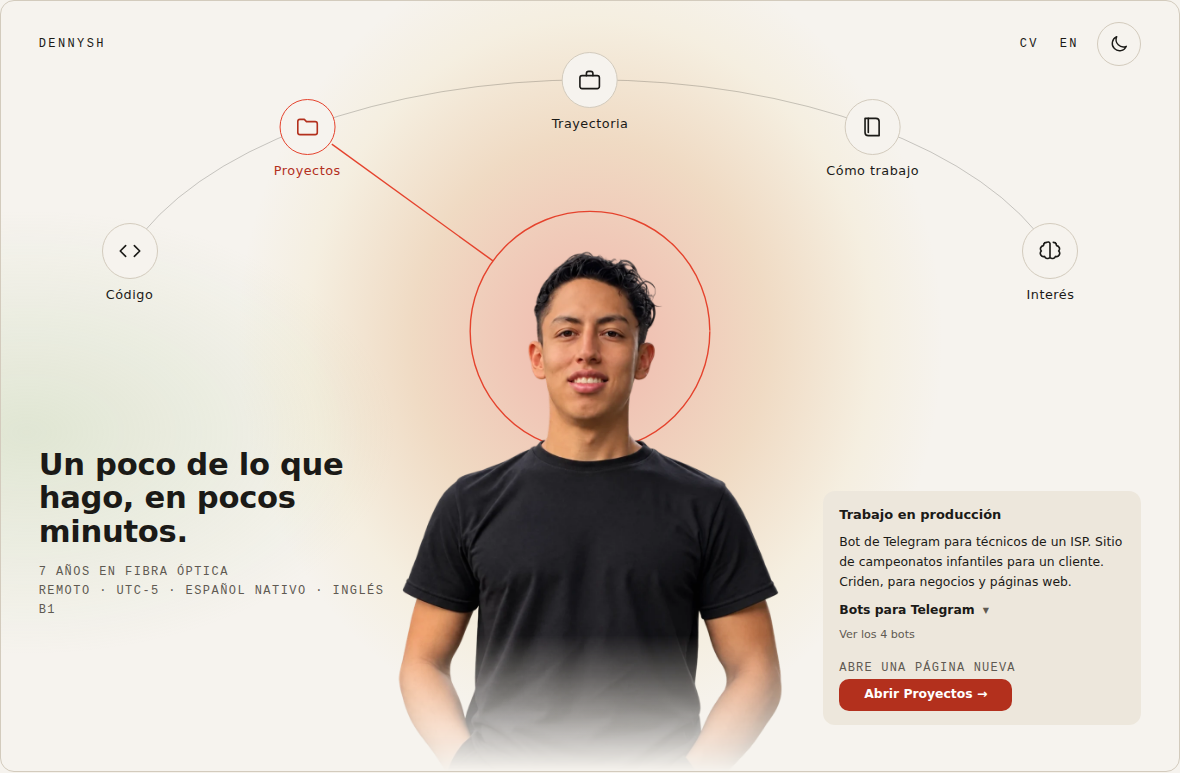 DENNYSH
CV EN
Trayectoria
Proyectos
Cómo trabajo
Código
Interés
Un poco de lo que
hago, en pocos
minutos.
7 AÑOS EN FIBRA ÓPTICA
REMOTO · UTC-5 · ESPAÑOL NATIVO · INGLÉS
B1
Trabajo en producción
Bot de Telegram para técnicos de un ISP. Sitio
de campeonatos infantiles para un cliente.
Criden, para negocios y páginas web.
Bots para Telegram ▼
Ver los 4 bots
ABRE UNA PÁGINA NUEVA
Abrir Proyectos →